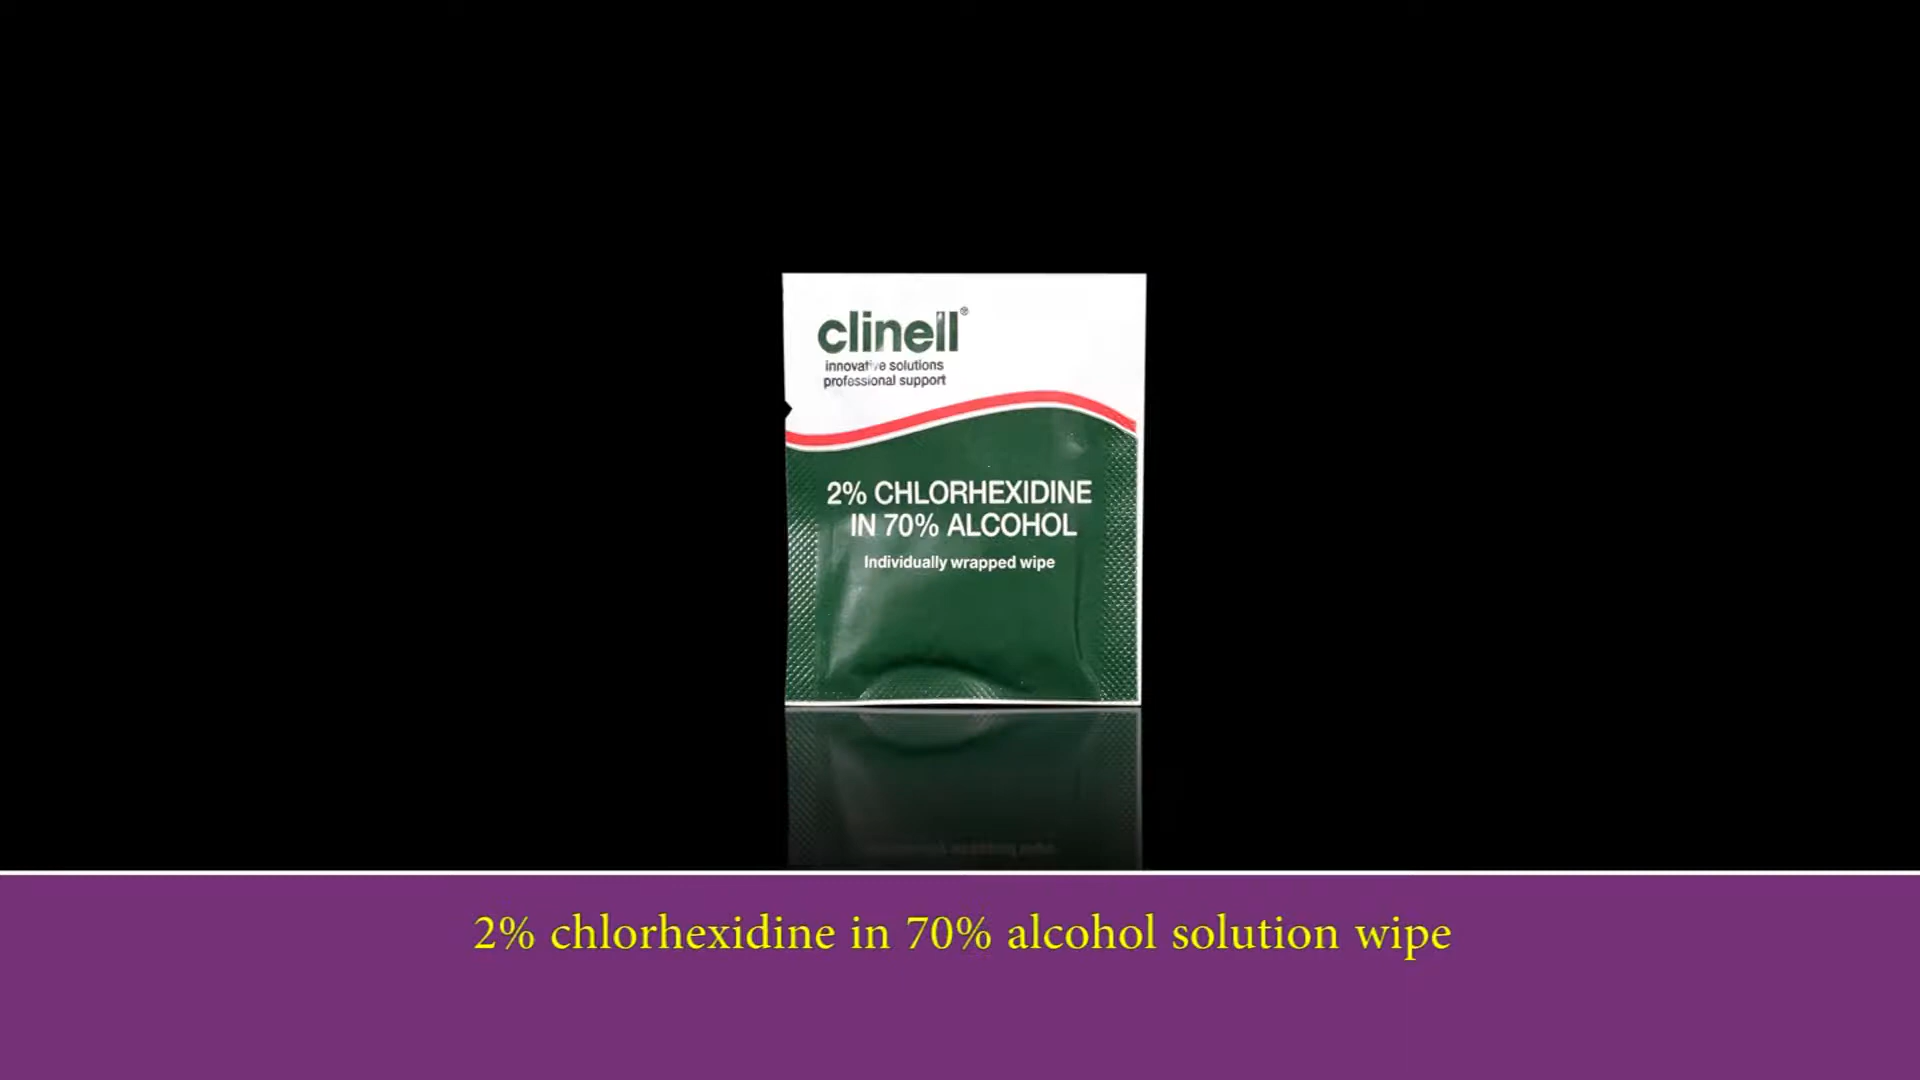 clinell®
innovative solutions
professional support
2% CHLORHEXIDINE
IN 70% ALCOHOL
Individually wrapped wipe
2% chlorhexidine in 70% alcohol solution wipe